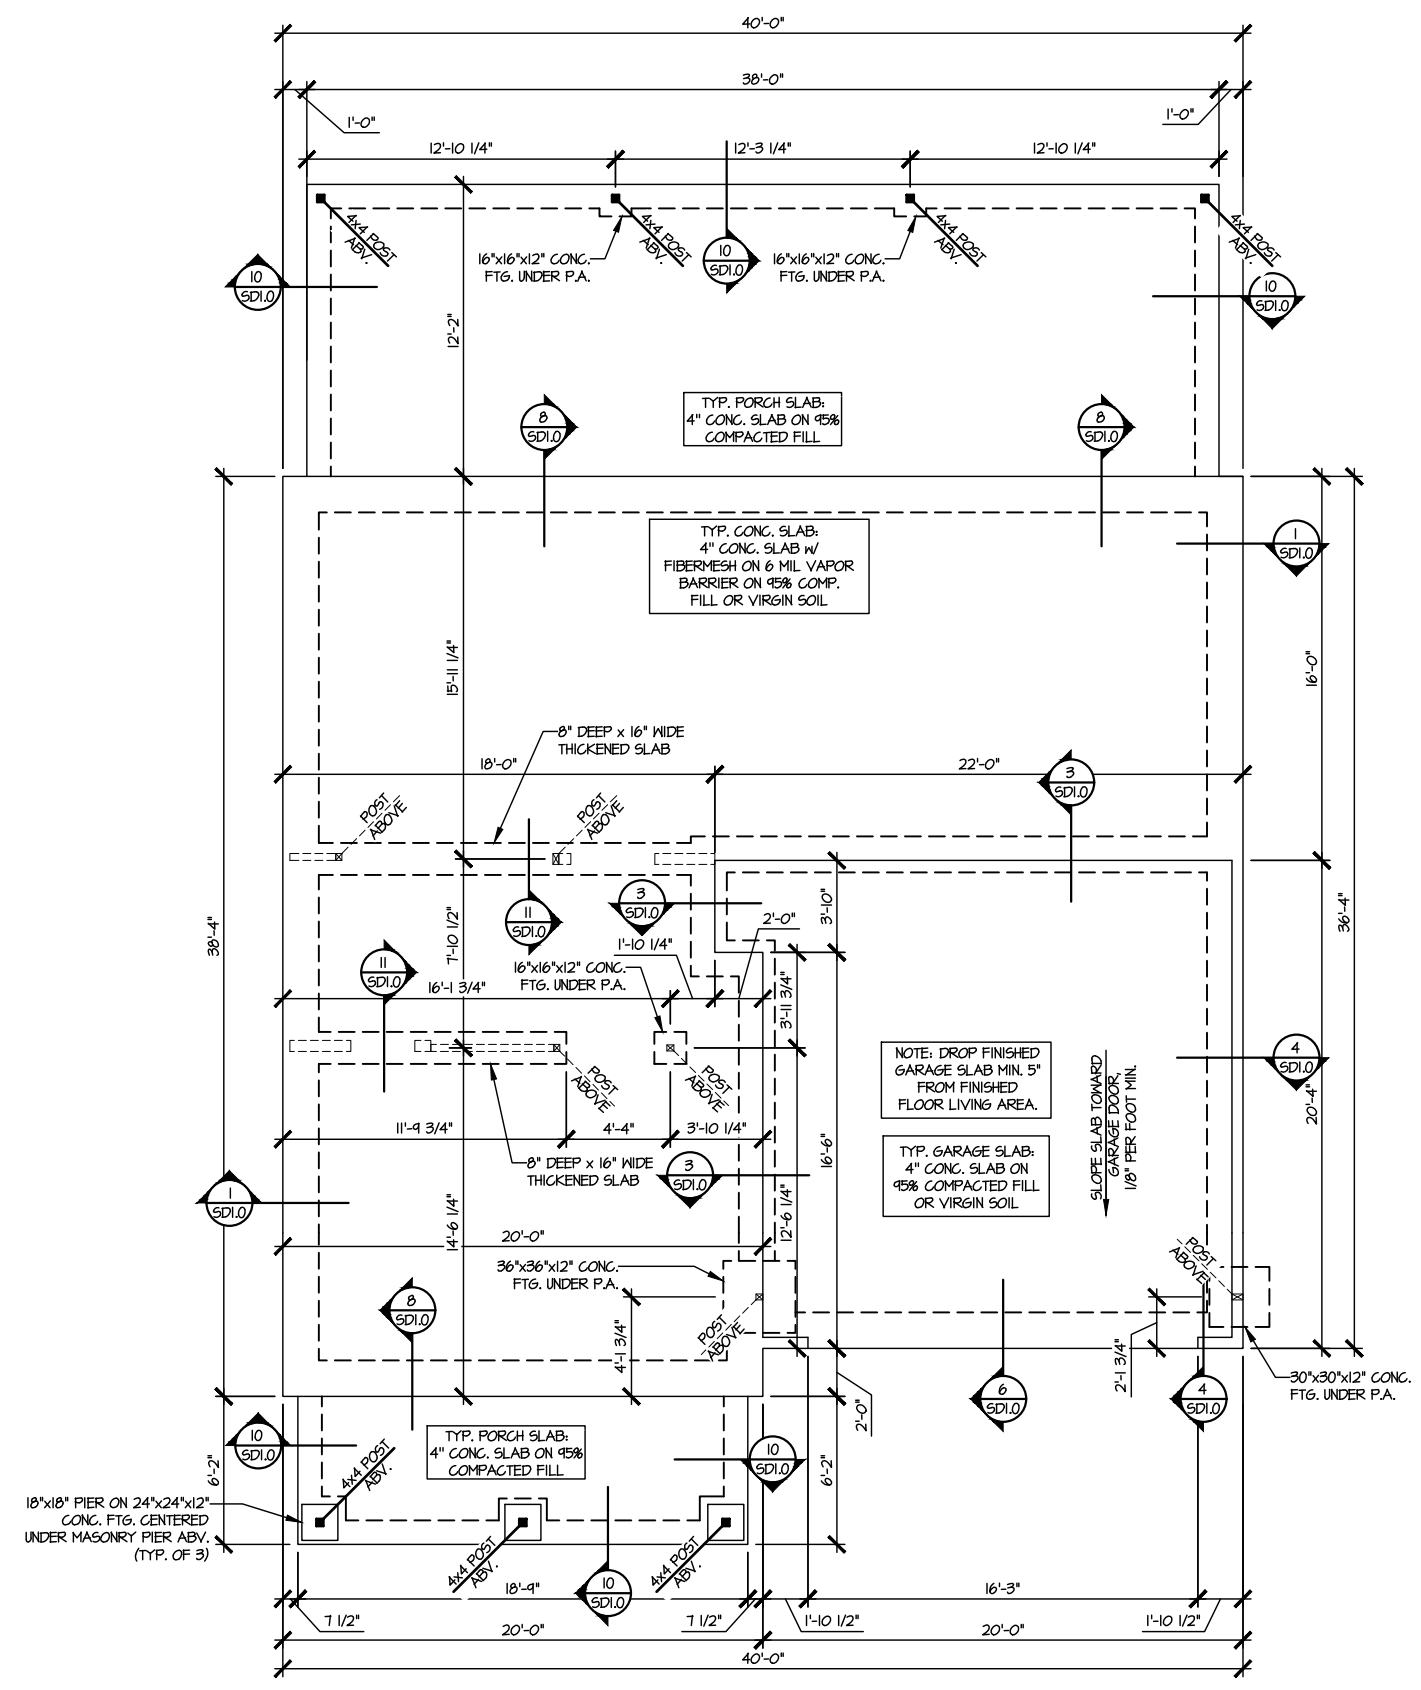 40'-0"
38'-0"
1'-0"
1'-0"
12'-10 1/4"
12'-3 1/4"
12'-10 1/4"
4x4 POST
ABV.
4x4 POST
ABV.
4x4 POST
ABV.
4x4 POST
ABV.
16"x16"x12" CONC.
FTG. UNDER P.A.
10
SD1.0
16"x16"x12" CONC.
FTG. UNDER P.A.
10
SD1.0
10
SD1.0
12'-2"
TYP. PORCH SLAB:
4" CONC. SLAB ON 95%
COMPACTED FILL
8
SD1.0
8
SD1.0
TYP. CONC. SLAB:
4" CONC. SLAB W/
FIBERMESH ON 6 MIL VAPOR
BARRIER ON 95% COMP.
FILL OR VIRGIN SOIL
1
SD1.0
15'-11 1/4"
16'-0"
8" DEEP x 16" WIDE
THICKENED SLAB
18'-0"
22'-0"
3
SD1.0
POST
ABOVE
POST
ABOVE
38'-4"
36'-4"
7'-10 1/2"
11
SD1.0
3
SD1.0
2'-0"
3'-10"
1'-10 1/4"
11
SD1.0
16"x16"x12" CONC.
FTG. UNDER P.A.
16'-1 3/4"
3'-11 3/4"
POST
ABOVE
POST
ABOVE
NOTE: DROP FINISHED
GARAGE SLAB MIN. 5"
FROM FINISHED
FLOOR LIVING AREA.
SLOPE SLAB TOWARD
GARAGE DOOR,
1/8" PER FOOT MIN.
4
SD1.0
20'-4"
11'-9 3/4"
4'-4"
3'-10 1/4"
16'-6"
TYP. GARAGE SLAB:
4" CONC. SLAB ON
95% COMPACTED FILL
OR VIRGIN SOIL
8" DEEP x 16" WIDE
THICKENED SLAB
3
SD1.0
1
SD1.0
14'-6 1/4"
12'-6 1/4"
20'-0"
36"x36"x12" CONC.
FTG. UNDER P.A.
POST
ABOVE
POST
ABOVE
8
SD1.0
4'-1 3/4"
2'-1 3/4"
30"x30"x12" CONC.
FTG. UNDER P.A.
6
SD1.0
4
SD1.0
2'-0"
10
SD1.0
TYP. PORCH SLAB:
4" CONC. SLAB ON 95%
COMPACTED FILL
10
SD1.0
6'-2"
6'-2"
4x4 POST
ABV.
18"x18" PIER ON 24"x24"x12"
CONC. FTG. CENTERED
UNDER MASONRY PIER ABV.
(TYP. OF 3)
4x4 POST
ABV.
4x4 POST
ABV.
10
SD1.0
18'-9"
16'-3"
7 1/2"
7 1/2"
1'-10 1/2"
1'-10 1/2"
20'-0"
20'-0"
40'-0"